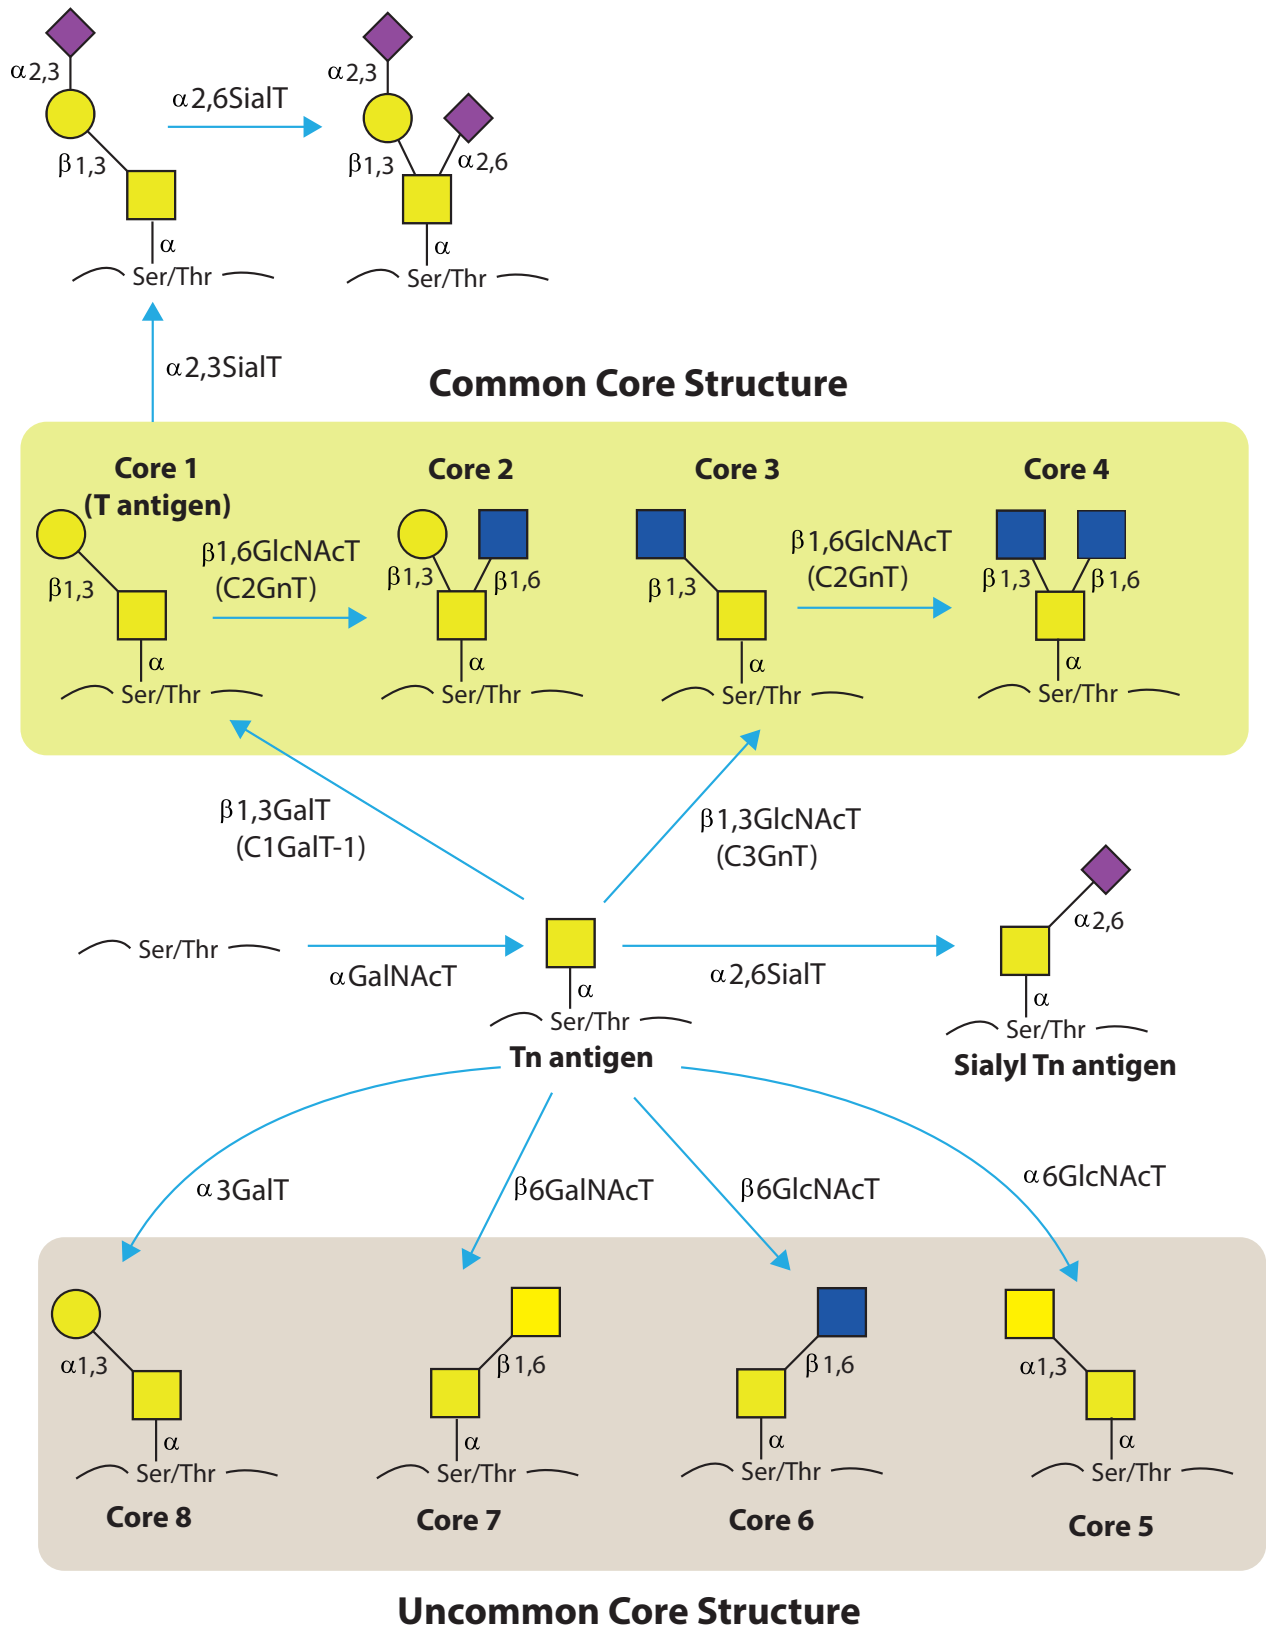 α2,3
β1,3
α
Ser/Thr
α2,6SialT
α2,3
β1,3
α2,6
α
Ser/Thr
α2,3SialT
Common Core Structure
Core 1
(T antigen)
β1,3
α
Ser/Thr
β1,6GlcNAcT
(C2GnT)
Core 2
β1,3
β1,6
α
Ser/Thr
Core 3
β1,3
α
Ser/Thr
β1,6GlcNAcT
(C2GnT)
Core 4
β1,3
β1,6
α
Ser/Thr
β1,3GalT
(C1GalT-1)
β1,3GlcNAcT
(C3GnT)
Ser/Thr
αGalNAcT
α
Ser/Thr
Tn antigen
α2,6SialT
α2,6
α
Ser/Thr
Sialyl Tn antigen
α3GalT
β6GalNAcT
β6GlcNAcT
α6GlcNAcT
α1,3
α
Ser/Thr
Core 8
β1,6
α
Ser/Thr
Core 7
β1,6
α
Ser/Thr
Core 6
α1,3
α
Ser/Thr
Core 5
Uncommon Core Structure